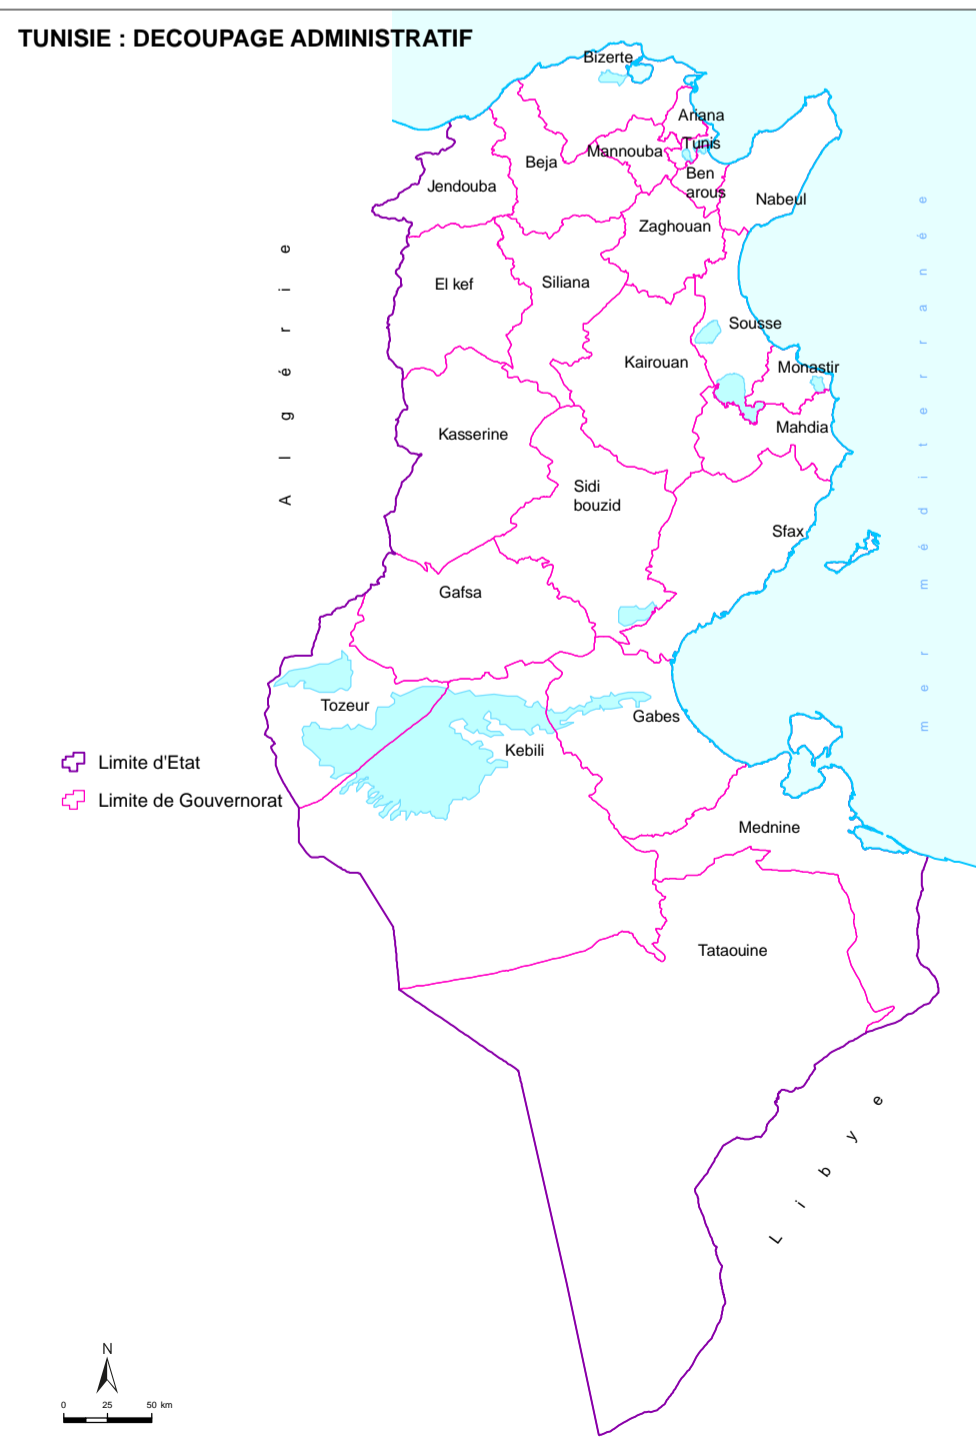 TUNISIE : DECOUPAGE ADMINISTRATIF
Bizerte
Ariana
Tunis
Mannouba
Beja
Ben
arous
Jendouba
Nabeul
Zaghouan
El kef
Siliana
Sousse
Kairouan
Monastir
Mahdia
Kasserine
Sidi
bouzid
Sfax
Gafsa
Tozeur
Gabes
Kebili
Mednine
Tataouine
Algérie
mer méditerranée
Libye
Limite d'Etat
Limite de Gouvernorat
N
0 25 50 km